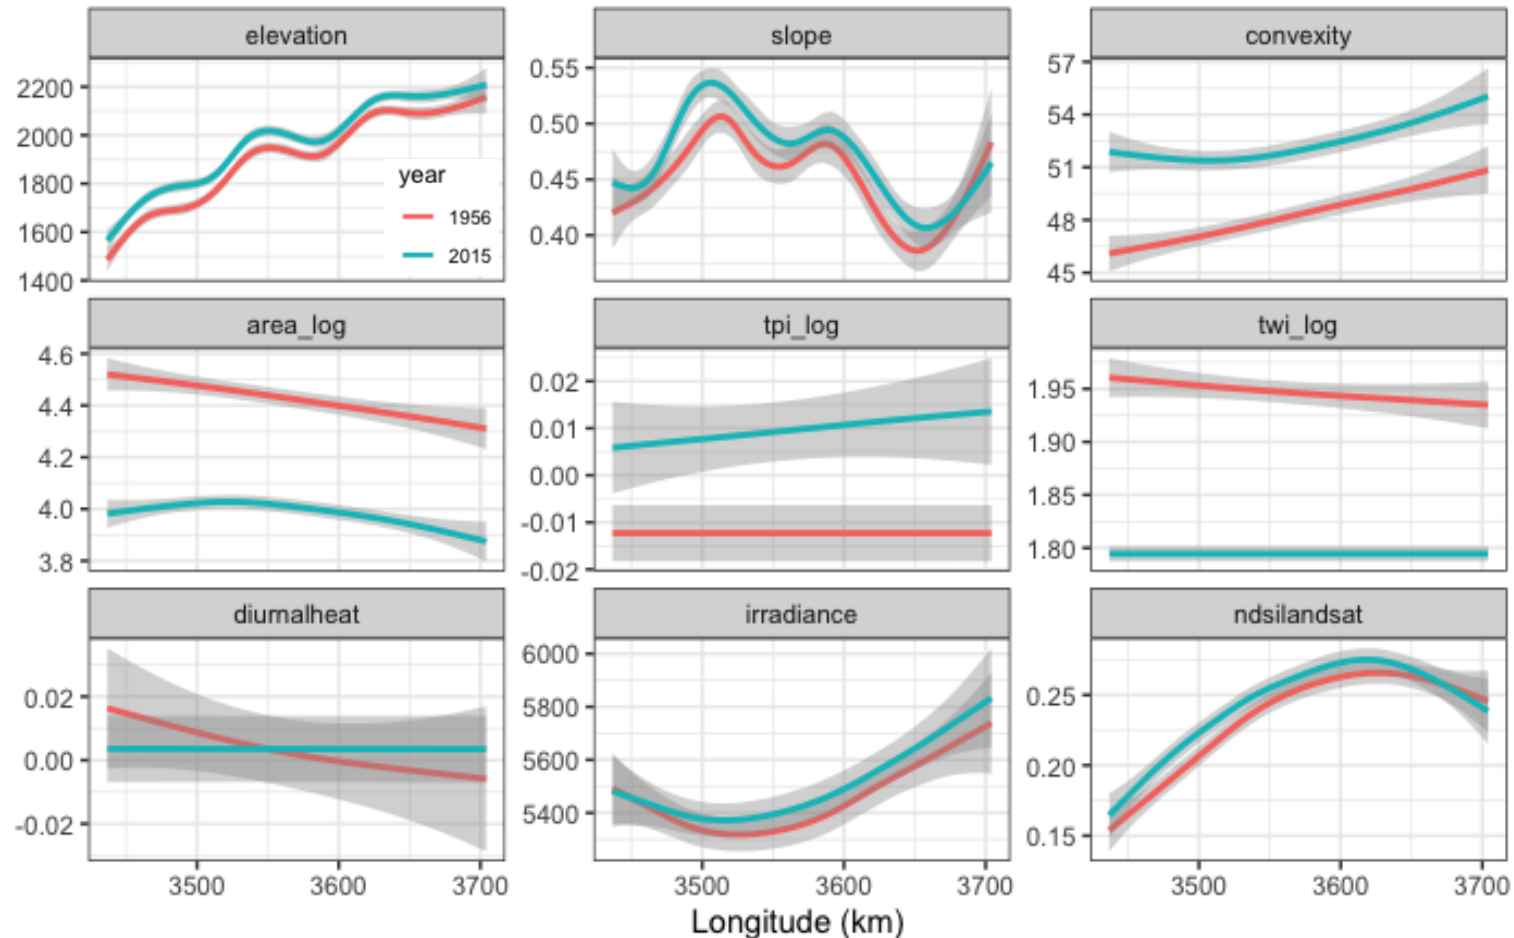 elevation
slope
convexity
2200
2000
1800
1600
1400
year
1956
2015
0.55
0.50
0.45
0.40
57
54
51
48
45
area_log
tpi_log
twi_log
4.6
4.4
4.2
4.0
3.8
0.02
0.01
0.00
-0.01
-0.02
1.95
1.90
1.85
1.80
diurnalheat
irradiance
ndsilandsat
0.02
0.00
-0.02
6000
5800
5600
5400
0.25
0.20
0.15
3500 3600 3700
3500 3600 3700
3500 3600 3700
Longitude (km)